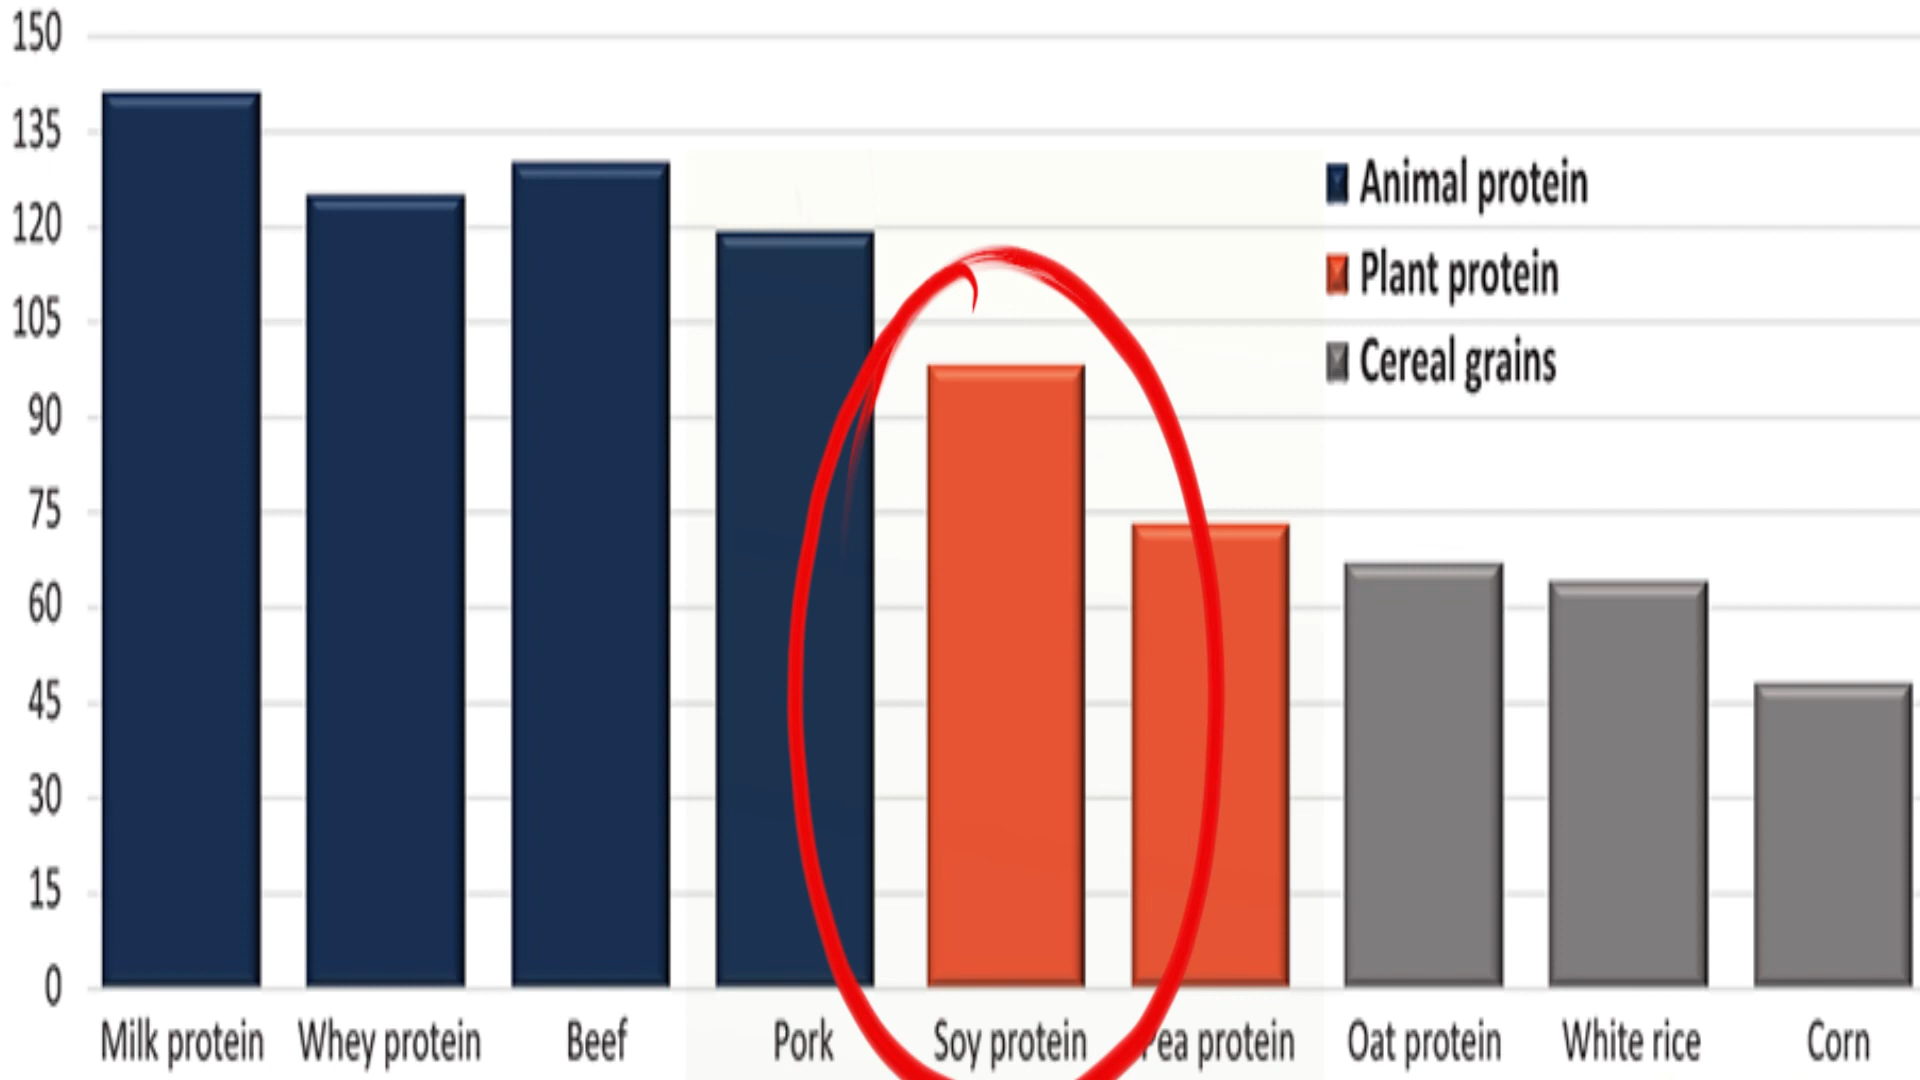 150
135
120
105
90
75
60
45
30
15
0
Animal protein
Plant protein
Cereal grains
Milk protein Whey protein Beef Pork Soy protein Pea protein Oat protein White rice Corn